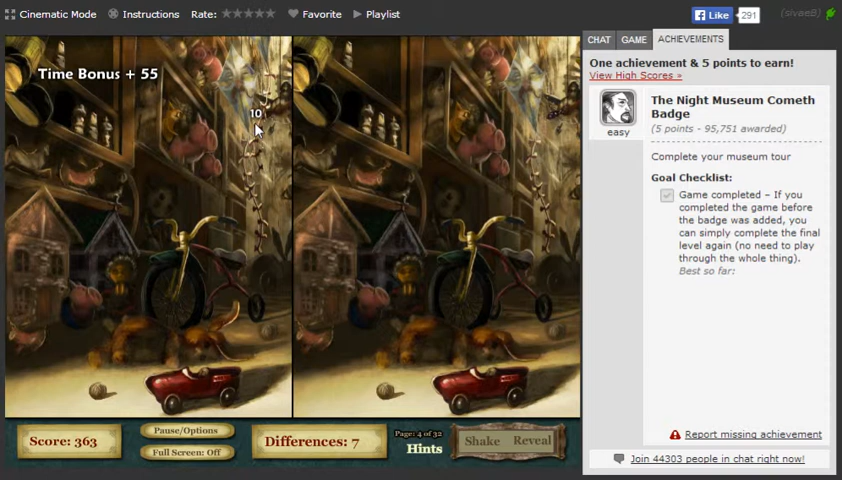 Cinematic Mode Instructions Rate: Favorite Playlist
Like 291 (sivaeB)
CHAT GAME ACHIEVEMENTS
One achievement & 5 points to earn!
View High Scores »
easy
The Night Museum Cometh Badge
(5 points - 95,751 awarded)
Complete your museum tour
Goal Checklist:
Game completed – If you
completed the game before
the badge was added, you
can simply complete the final
level again (no need to play
through the whole thing).
Best so far:
Report missing achievement
Join 44303 people in chat right now!
Time Bonus + 55
10
Score: 363
Pause/Options
Full Screen: Off
Differences: 7
Page: 4 of 32
Hints
Shake Reveal